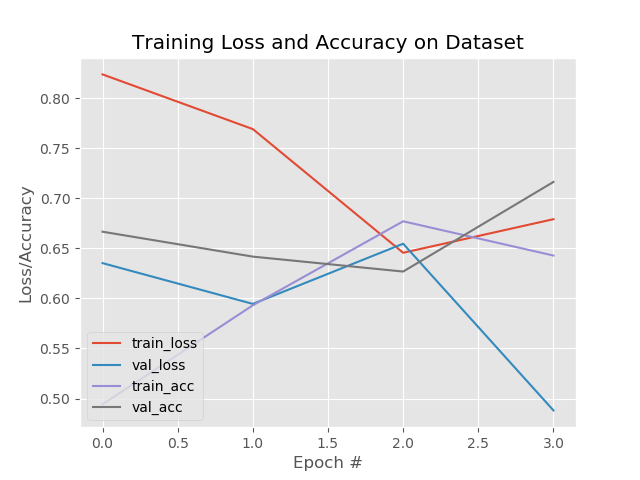 Training Loss and Accuracy on Dataset
0.80
0.75
0.70
0.65
0.60
0.55
0.50
Loss/Accuracy
train_loss
val_loss
train_acc
val_acc
0.0 0.5 1.0 1.5 2.0 2.5 3.0
Epoch #